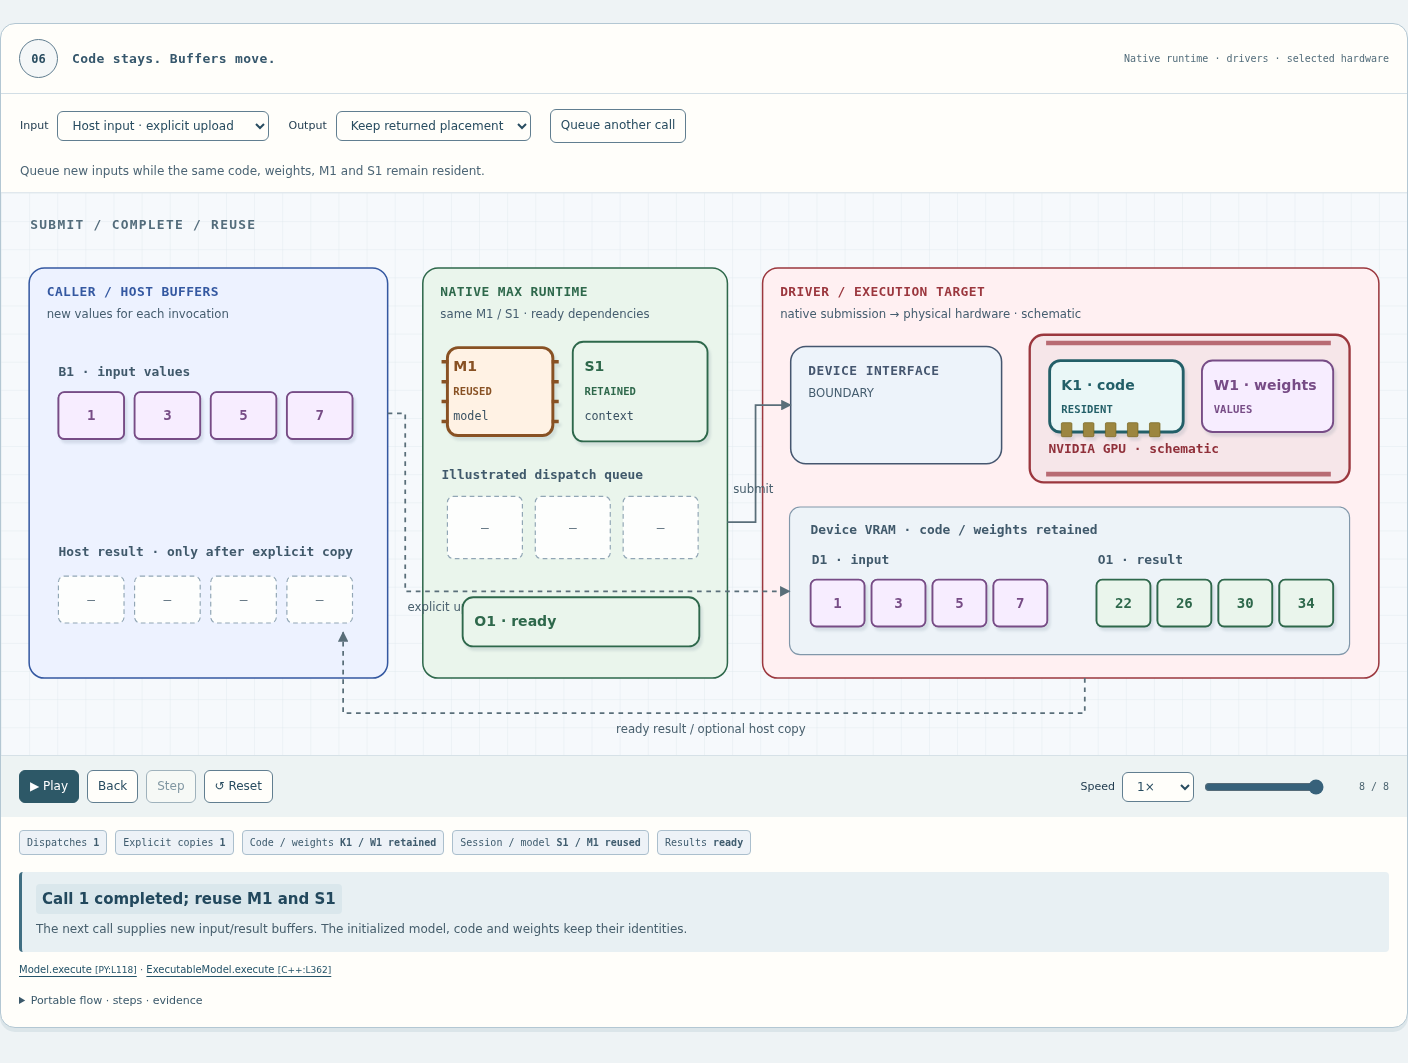 06
Code stays. Buffers move.
Native runtime · drivers · selected hardware
Input
Host input · explicit upload
Output
Keep returned placement
Queue another call
Queue new inputs while the same code, weights, M1 and S1 remain resident.
SUBMIT / COMPLETE / REUSE
CALLER / HOST BUFFERS
new values for each invocation
B1 · input values
1 3 5 7
Host result · only after explicit copy
– – – –
NATIVE MAX RUNTIME
same M1 / S1 · ready dependencies
M1
REUSED
model
S1
RETAINED
context
Illustrated dispatch queue
– – –
explicit
O1 · ready
submit
DRIVER / EXECUTION TARGET
native submission → physical hardware · schematic
DEVICE INTERFACE
BOUNDARY
K1 · code
RESIDENT
W1 · weights
VALUES
NVIDIA GPU · schematic
Device VRAM · code / weights retained
D1 · input
1 3 5 7
O1 · result
22 26 30 34
ready result / optional host copy
▶ Play
Back
Step
↺ Reset
Speed
1×
8 / 8
Dispatches 1
Explicit copies 1
Code / weights K1 / W1 retained
Session / model S1 / M1 reused
Results ready
Call 1 completed; reuse M1 and S1
The next call supplies new input/result buffers. The initialized model, code and weights keep their identities.
Model.execute [PY:L118] · ExecutableModel.execute [C++:L362]
▶ Portable flow · steps · evidence